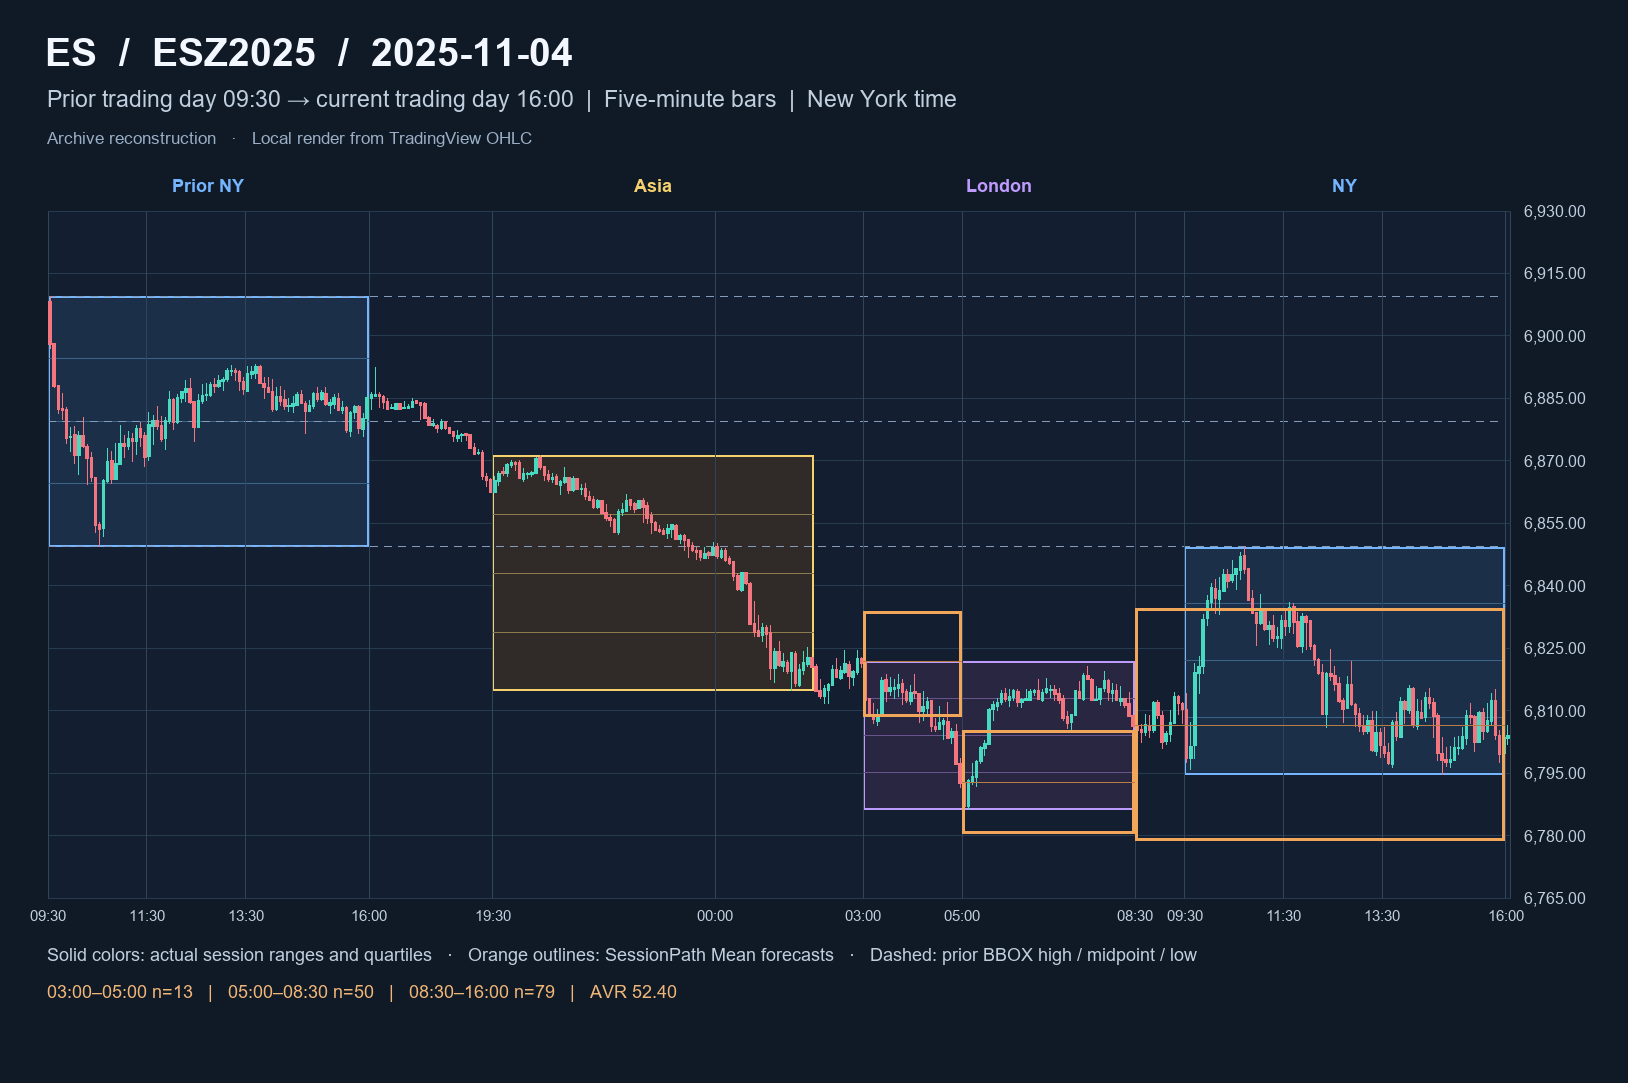 ES / ESZ2025 / 2025-11-04
Prior trading day 09:30 → current trading day 16:00 | Five-minute bars | New York time
Archive reconstruction · Local render from TradingView OHLC
Prior NY Asia London NY
6,930.00
6,915.00
6,900.00
6,885.00
6,870.00
6,855.00
6,840.00
6,825.00
6,810.00
6,795.00
6,780.00
6,765.00
09:30 11:30 13:30 16:00 19:30 00:00 03:00 05:00 08:30 09:30 11:30 13:30 16:00
Solid colors: actual session ranges and quartiles · Orange outlines: SessionPath Mean forecasts · Dashed: prior BBOX high / midpoint / low
03:00–05:00 n=13 | 05:00–08:30 n=50 | 08:30–16:00 n=79 | AVR 52.40